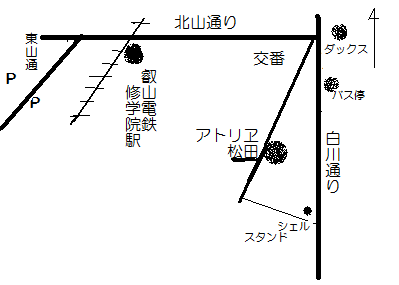 北山通り
東山通
ダックス
交番
P
P
バス停
叡山電鉄
修学院駅
アトリヱ
松田
白川通り
シェル
スタンド